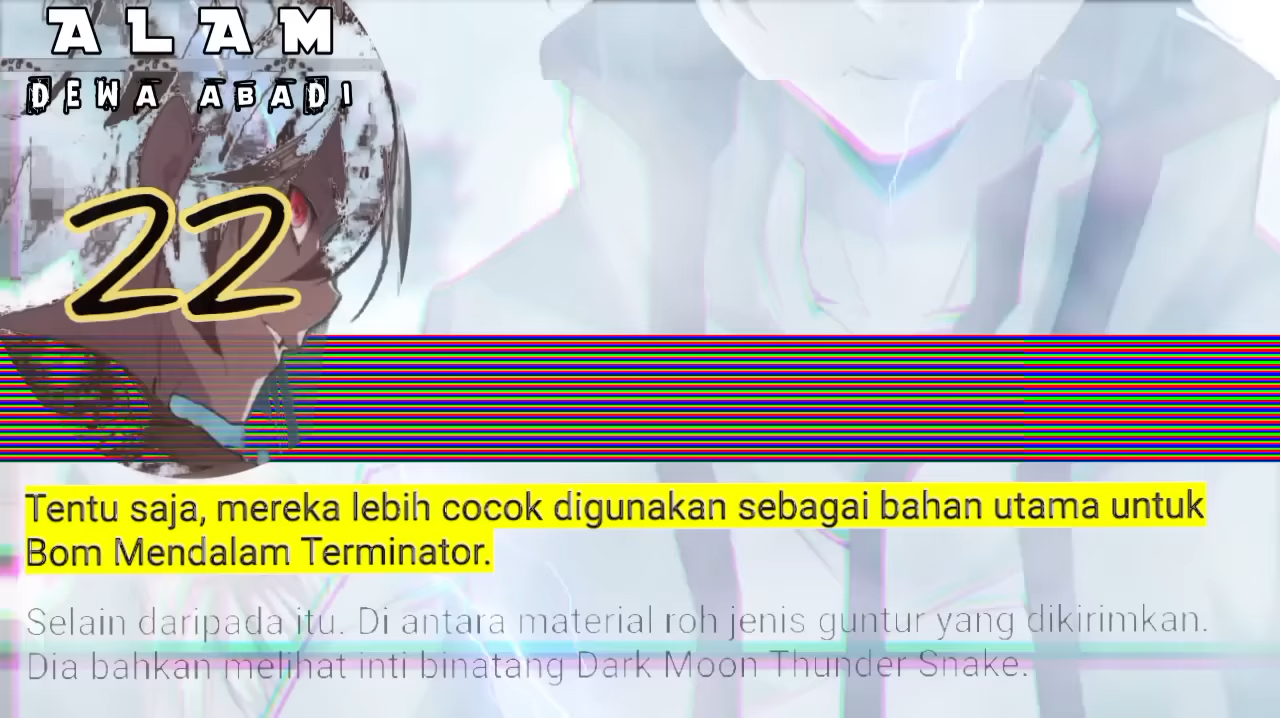 ALAM
DEWA ABADI
22
Tentu saja, mereka lebih cocok digunakan sebagai bahan utama untuk
Bom Mendalam Terminator.
Selain daripada itu. Di antara material roh jenis guntur yang dikirimkan.
Dia bahkan melihat inti binatang Dark Moon Thunder Snake.